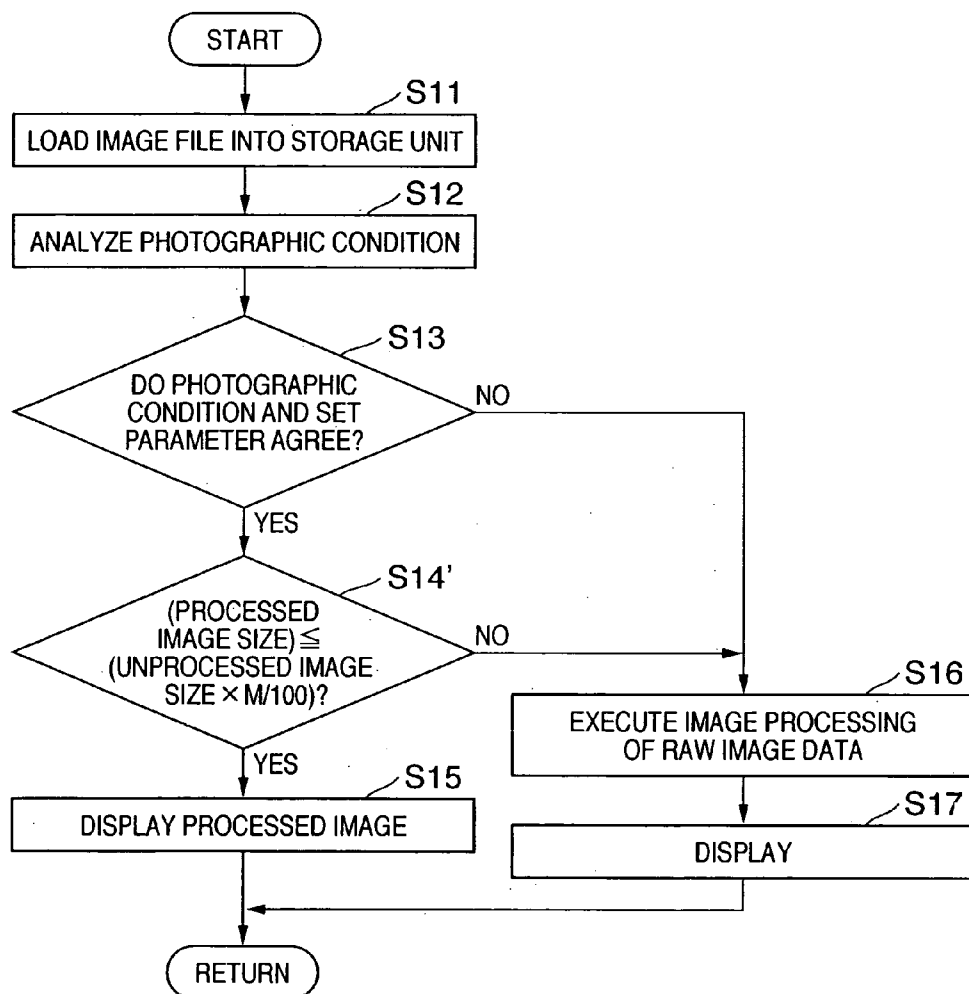 START
S11
LOAD IMAGE FILE INTO STORAGE UNIT
S12
ANALYZE PHOTOGRAPHIC CONDITION
S13
DO PHOTOGRAPHIC
CONDITION AND SET
PARAMETER AGREE?
NO
YES
S14'
(PROCESSED
IMAGE SIZE)≦
(UNPROCESSED IMAGE
SIZE × M/100)?
NO
YES
S15
DISPLAY PROCESSED IMAGE
S16
EXECUTE IMAGE PROCESSING
OF RAW IMAGE DATA
S17
DISPLAY
RETURN